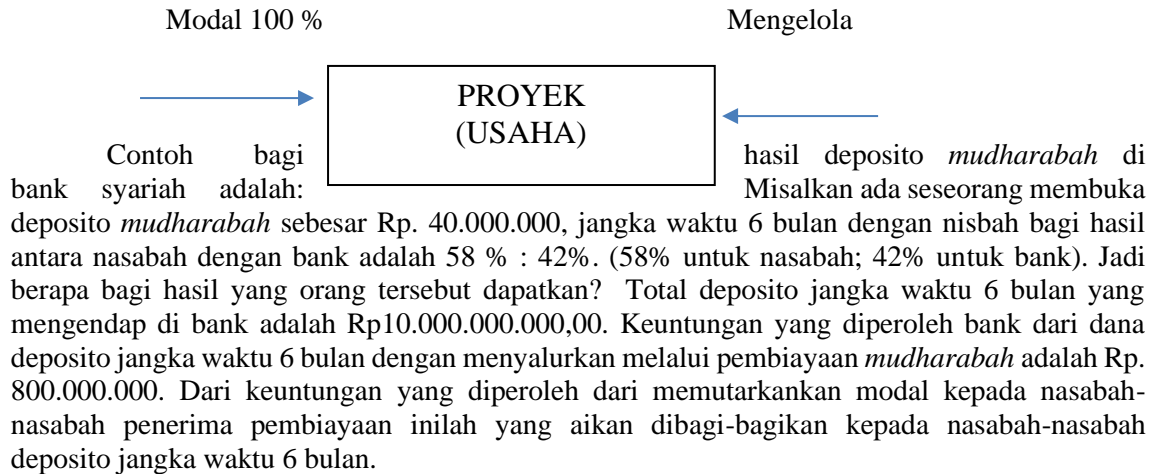 Modal 100 % Mengelola
PROYEK
(USAHA)
Contoh bagi hasil deposito mudharabah di
bank syariah adalah: Misalkan ada seseorang membuka
deposito mudharabah sebesar Rp. 40.000.000, jangka waktu 6 bulan dengan nisbah bagi hasil
antara nasabah dengan bank adalah 58 % : 42%. (58% untuk nasabah; 42% untuk bank). Jadi
berapa bagi hasil yang orang tersebut dapatkan? Total deposito jangka waktu 6 bulan yang
mengendap di bank adalah Rp10.000.000.000,00. Keuntungan yang diperoleh bank dari dana
deposito jangka waktu 6 bulan dengan menyalurkan melalui pembiayaan mudharabah adalah Rp.
800.000.000. Dari keuntungan yang diperoleh dari memutarkankan modal kepada nasabah-
nasabah penerima pembiayaan inilah yang aikan dibagi-bagikan kepada nasabah-nasabah
deposito jangka waktu 6 bulan.